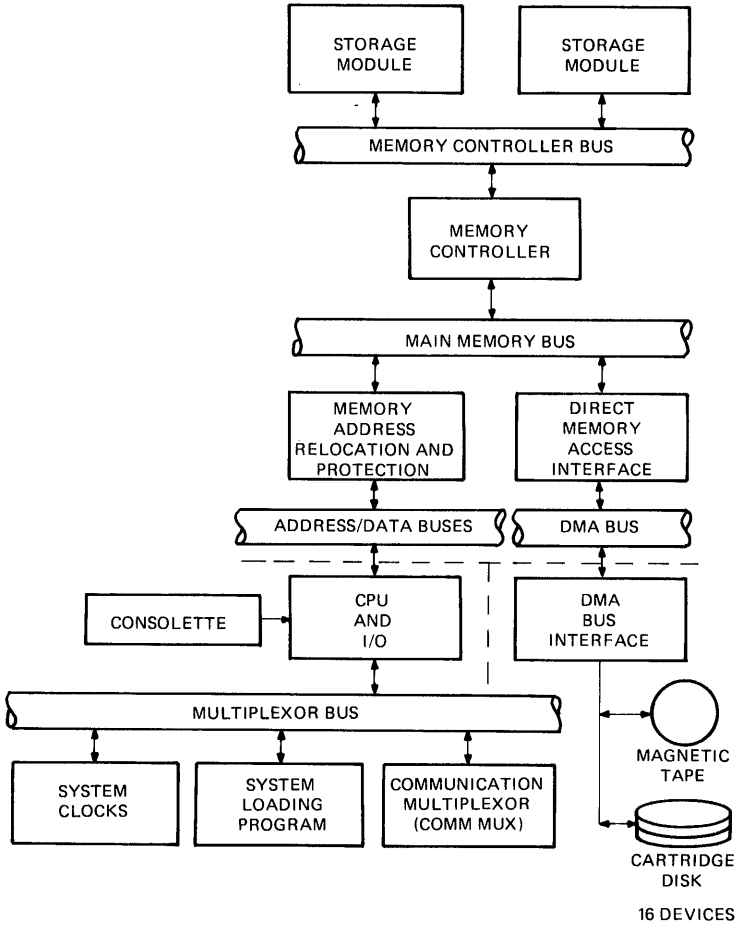 STORAGE
MODULE
STORAGE
MODULE
MEMORY CONTROLLER BUS
MEMORY
CONTROLLER
MAIN MEMORY BUS
MEMORY
ADDRESS
RELOCATION AND
PROTECTION
DIRECT
MEMORY
ACCESS
INTERFACE
ADDRESS/DATA BUSES
DMA BUS
CONSOLETTE
CPU
AND
I/O
DMA
BUS
INTERFACE
MULTIPLEXOR BUS
MAGNETIC
TAPE
SYSTEM
CLOCKS
SYSTEM
LOADING
PROGRAM
COMMUNICATION
MULTIPLEXOR
(COMM MUX)
CARTRIDGE
DISK
16 DEVICES